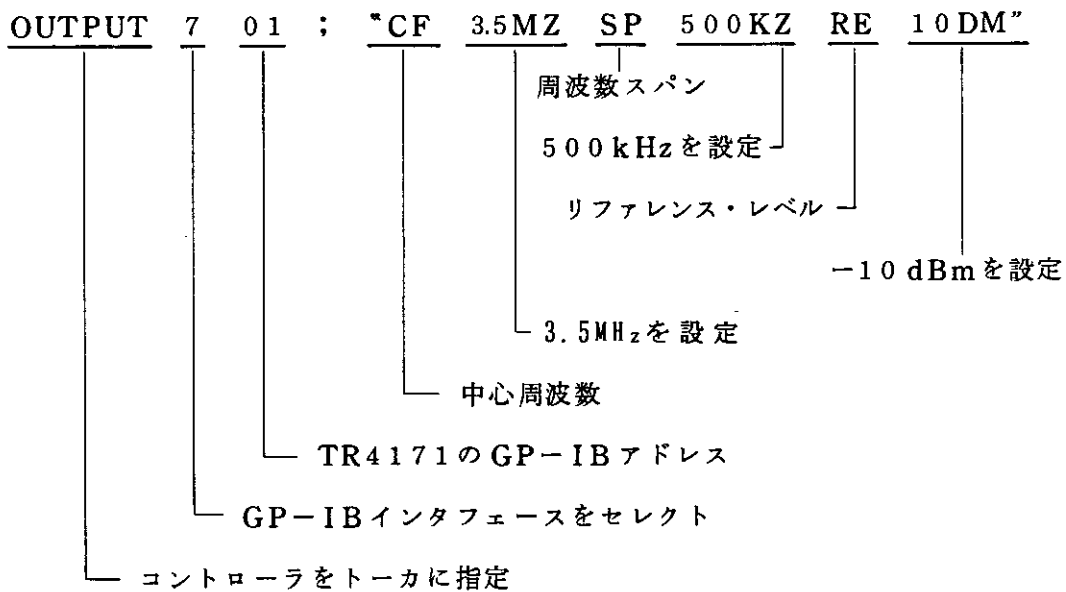 OUTPUT 7 01 ; "CF 3.5MZ SP 500KZ RE 10DM"
周波数スパン
500kHzを設定
リファレンス・レベル
−10dBmを設定
3.5MHzを設定
中心周波数
TR4171のGP−IBアドレス
GP−IBインタフェースをセレクト
コントローラをトーカに指定